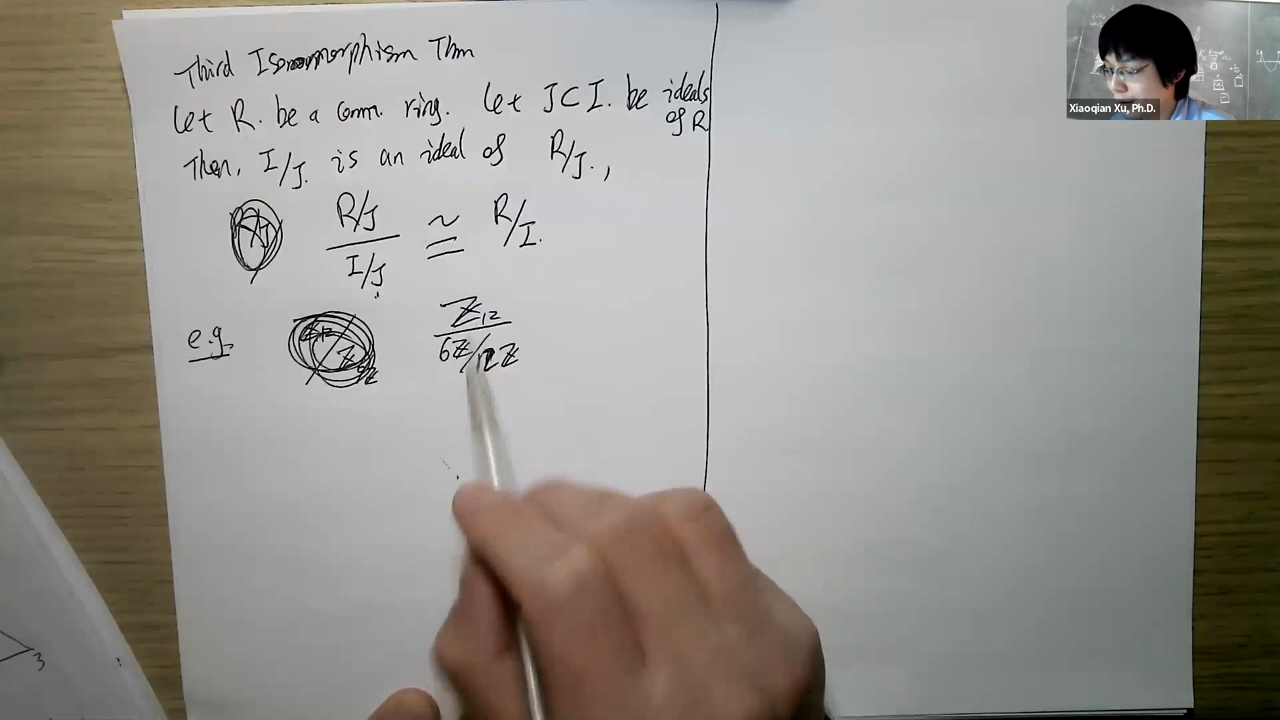 Third Isomorphism Thm
Let R. be a comm. ring. Let J⊂I. be ideals of R
Then, I/J. is an ideal of R/J.,
R/J / I/J ≅ R/I.
e.g. Z12 / 6Z/12Z
3
Xiaoqian Xu, Ph.D.